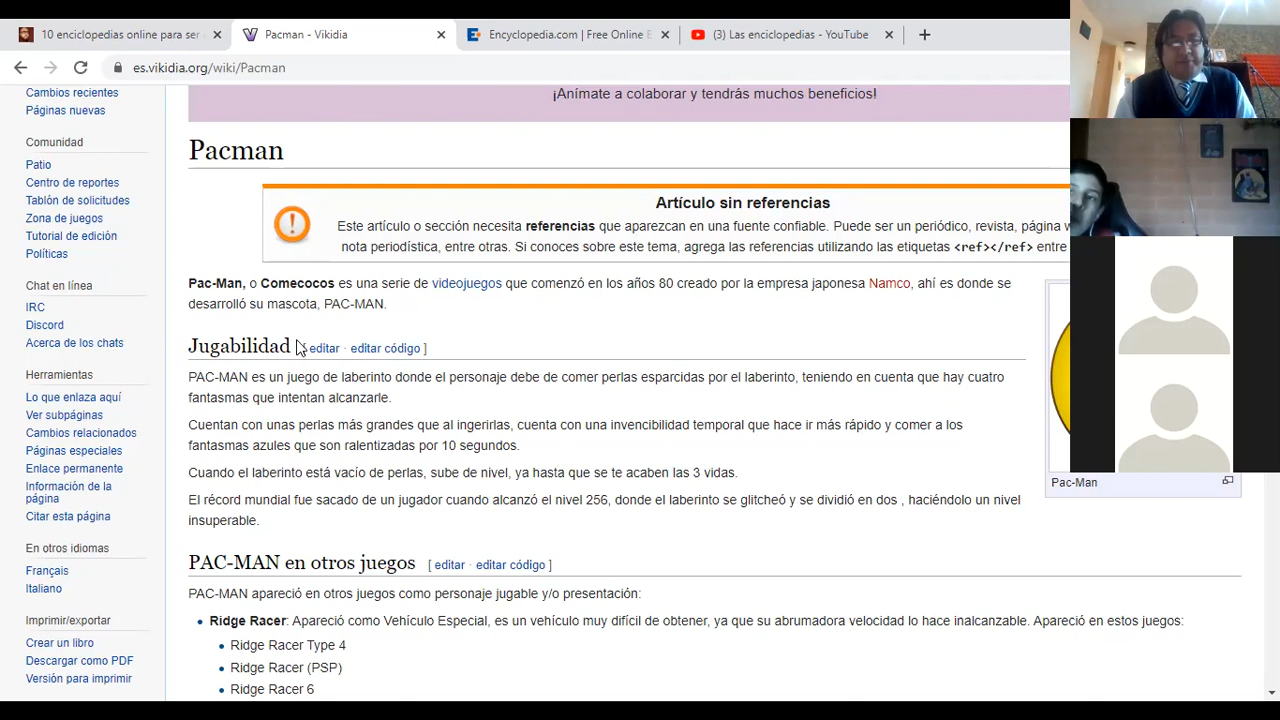 10 enciclopedias online para ser
Pacman - Vikidia
Encyclopedia.com | Free Online E
(3) Las enciclopedias - YouTube
es.vikidia.org/wiki/Pacman
Cambios recientes
Páginas nuevas
Comunidad
Patio
Centro de reportes
Tablón de solicitudes
Zona de juegos
Tutorial de edición
Políticas
Chat en línea
IRC
Discord
Acerca de los chats
Herramientas
Lo que enlaza aquí
Ver subpáginas
Cambios relacionados
Páginas especiales
Enlace permanente
Información de la
página
Citar esta página
En otros idiomas
Français
Italiano
Imprimir/exportar
Crear un libro
Descargar como PDF
Versión para imprimir
¡Anímate a colaborar y tendrás muchos beneficios!
Pacman
Artículo sin referencias
Este artículo o sección necesita referencias que aparezcan en una fuente confiable. Puede ser un periódico, revista, página
nota periodística, entre otras. Si conoces sobre este tema, agrega las referencias utilizando las etiquetas <ref></ref> entre
Pac-Man, o Comecocos es una serie de videojuegos que comenzó en los años 80 creado por la empresa japonesa Namco, ahí es donde se
desarrolló su mascota, PAC-MAN.
Jugabilidad [ editar · editar código ]
PAC-MAN es un juego de laberinto donde el personaje debe de comer perlas esparcidas por el laberinto, teniendo en cuenta que hay cuatro
fantasmas que intentan alcanzarle.
Cuentan con unas perlas más grandes que al ingerirlas, cuenta con una invencibilidad temporal que hace ir más rápido y comer a los
fantasmas azules que son ralentizadas por 10 segundos.
Cuando el laberinto está vacío de perlas, sube de nivel, ya hasta que se te acaben las 3 vidas.
El récord mundial fue sacado de un jugador cuando alcanzó el nivel 256, donde el laberinto se glitcheó y se dividió en dos , haciéndolo un nivel
insuperable.
Pac-Man
PAC-MAN en otros juegos [ editar · editar código ]
PAC-MAN apareció en otros juegos como personaje jugable y/o presentación:
Ridge Racer: Apareció como Vehículo Especial, es un vehículo muy difícil de obtener, ya que su abrumadora velocidad lo hace inalcanzable. Apareció en estos juegos:
Ridge Racer Type 4
Ridge Racer (PSP)
Ridge Racer 6